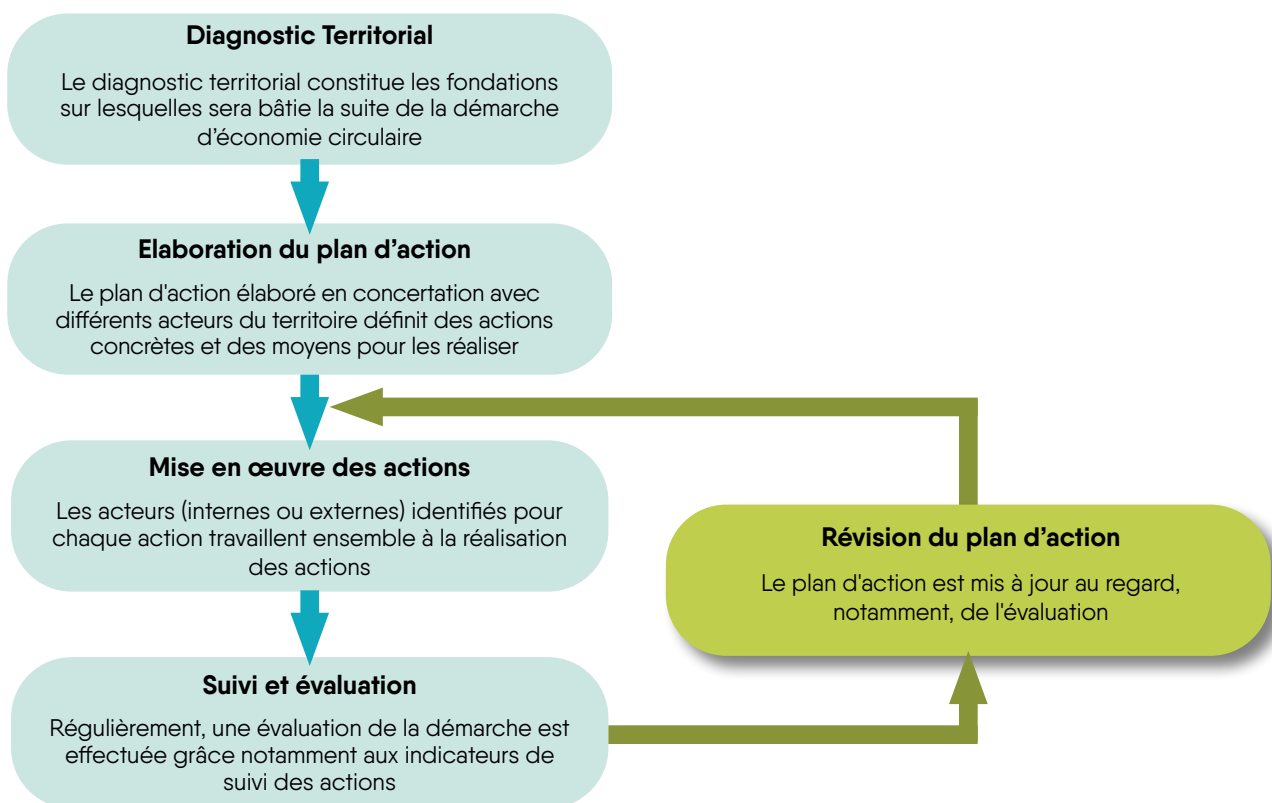 Diagnostic Territorial
Le diagnostic territorial constitue les fondations
sur lesquelles sera bâtie la suite de la démarche
d’économie circulaire
Elaboration du plan d’action
Le plan d'action élaboré en concertation avec
différents acteurs du territoire définit des actions
concrètes et des moyens pour les réaliser
Mise en œuvre des actions
Les acteurs (internes ou externes) identifiés pour
chaque action travaillent ensemble à la réalisation
des actions
Suivi et évaluation
Régulièrement, une évaluation de la démarche est
effectuée grâce notamment aux indicateurs de
suivi des actions
Révision du plan d’action
Le plan d'action est mis à jour au regard,
notamment, de l'évaluation